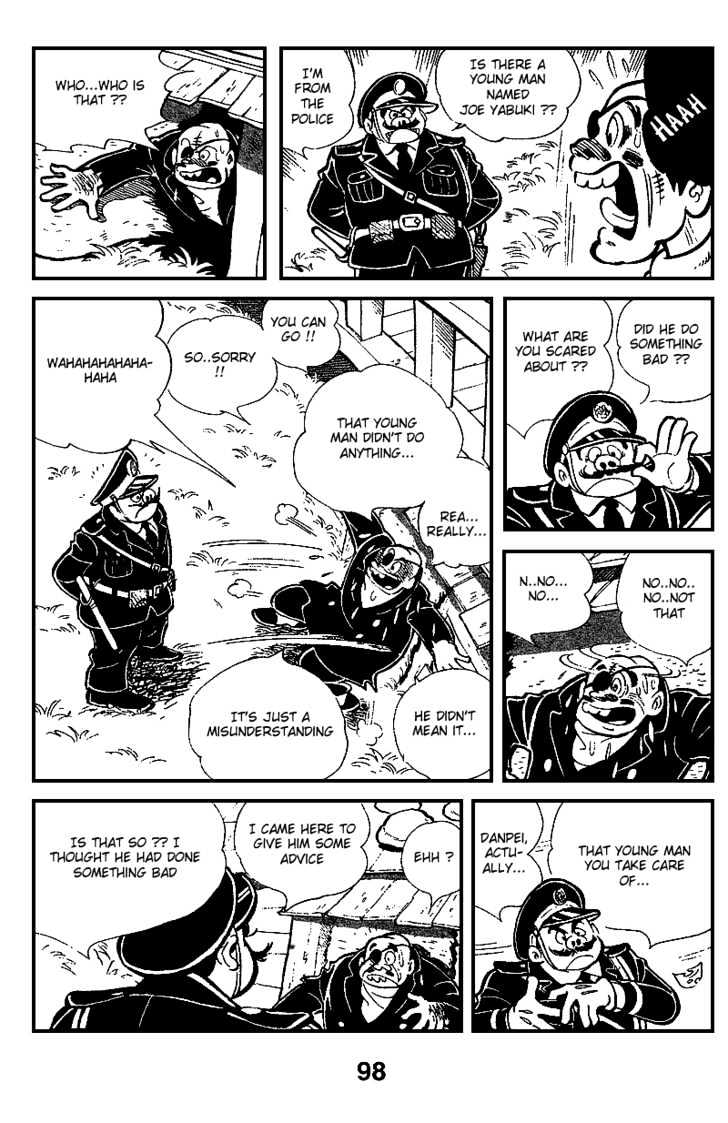 WHO...WHO IS
THAT ??
I'M
FROM
THE
POLICE
IS THERE A
YOUNG MAN
NAMED
JOE YABUKI ??
HAAH
WAHAHAHAHAHA-
HAHA
SO..SORRY
!!
YOU CAN
GO !!
THAT YOUNG
MAN DIDN'T DO
ANYTHING...
REA...
REALLY...
IT'S JUST A
MISUNDERSTANDING
HE DIDN'T
MEAN IT...
WHAT ARE
YOU SCARED
ABOUT ??
DID HE DO
SOMETHING
BAD ??
N..NO...
NO...
NO..NO..
NO..NOT
THAT
IS THAT SO ?? I
THOUGHT HE HAD DONE
SOMETHING BAD
I CAME HERE TO
GIVE HIM SOME
ADVICE
EHH ?
DANPEI,
ACTU-
ALLY...
THAT YOUNG MAN
YOU TAKE CARE
OF...
98